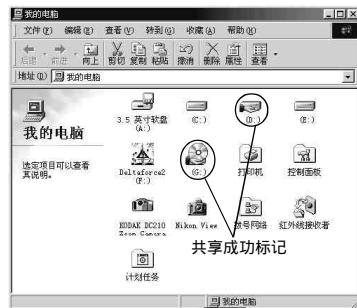 我的电脑
文件(F) 编辑(E) 查看(V) 转到(G) 收藏(A) 帮助(H)
后退 前进 向上 剪切 复制 粘贴 撤消 删除 属性 查看
地址(D) 我的电脑
我的电脑
选定项目可以查看
其说明。
3.5 英寸软盘
(A:)
(C:)
(D:)
(E:)
Deltaforce2
(F:)
(G:)
打印机
控制面板
KODAK DC210
Zoom Camera
Nikon View
拨号网络
红外线接收者
计划任务
共享成功标记
我的电脑